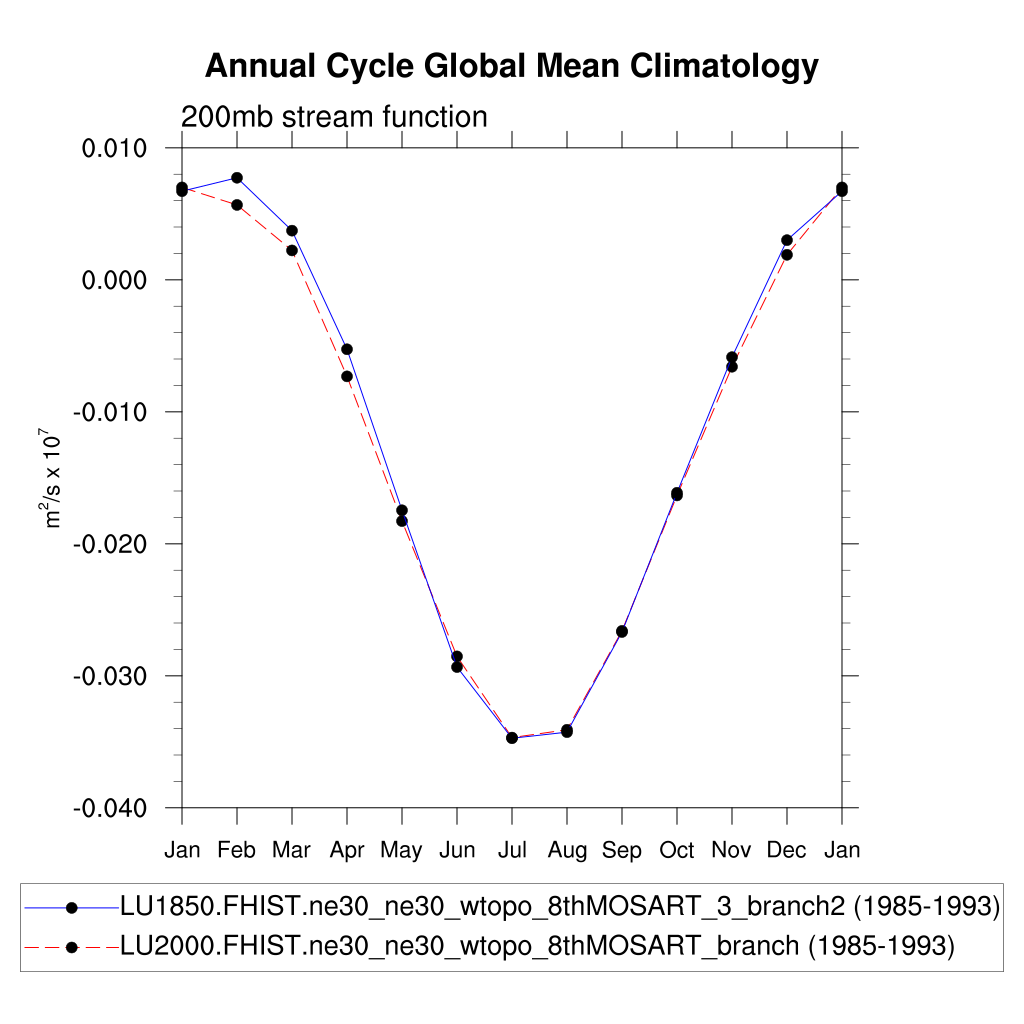 Annual Cycle Global Mean Climatology
200mb stream function
0.010
0.000
-0.010
-0.020
-0.030
-0.040
m²/s x 10⁷
Jan Feb Mar Apr May Jun Jul Aug Sep Oct Nov Dec Jan
LU1850.FHIST.ne30_ne30_wtopo_8thMOSART_3_branch2 (1985-1993)
LU2000.FHIST.ne30_ne30_wtopo_8thMOSART_branch (1985-1993)